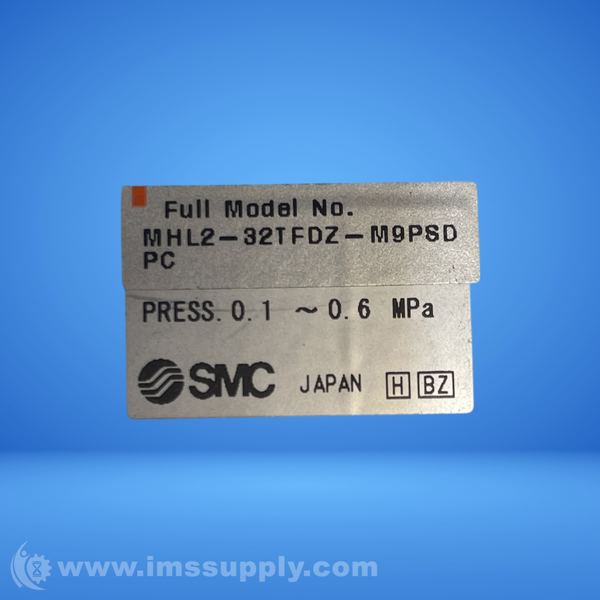 Full Model No.
MHL2-32TFDZ-M9PSD
PC
PRESS. 0.1 ~ 0.6 MPa
SMC JAPAN H BZ
www.imssupply.com